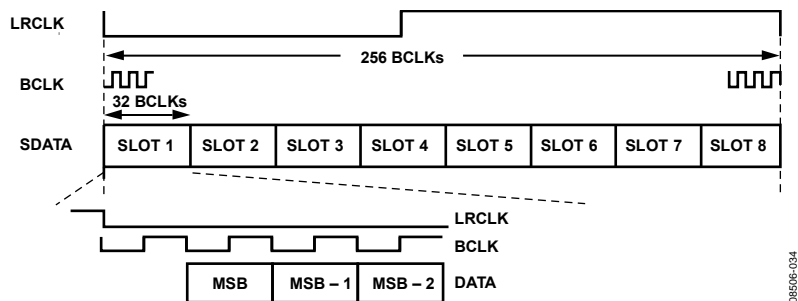 LRCLK
256 BCLKs
BCLK
32 BCLKs
SDATA SLOT 1 SLOT 2 SLOT 3 SLOT 4 SLOT 5 SLOT 6 SLOT 7 SLOT 8
LRCLK
BCLK
MSB MSB – 1 MSB – 2 DATA
08506-034